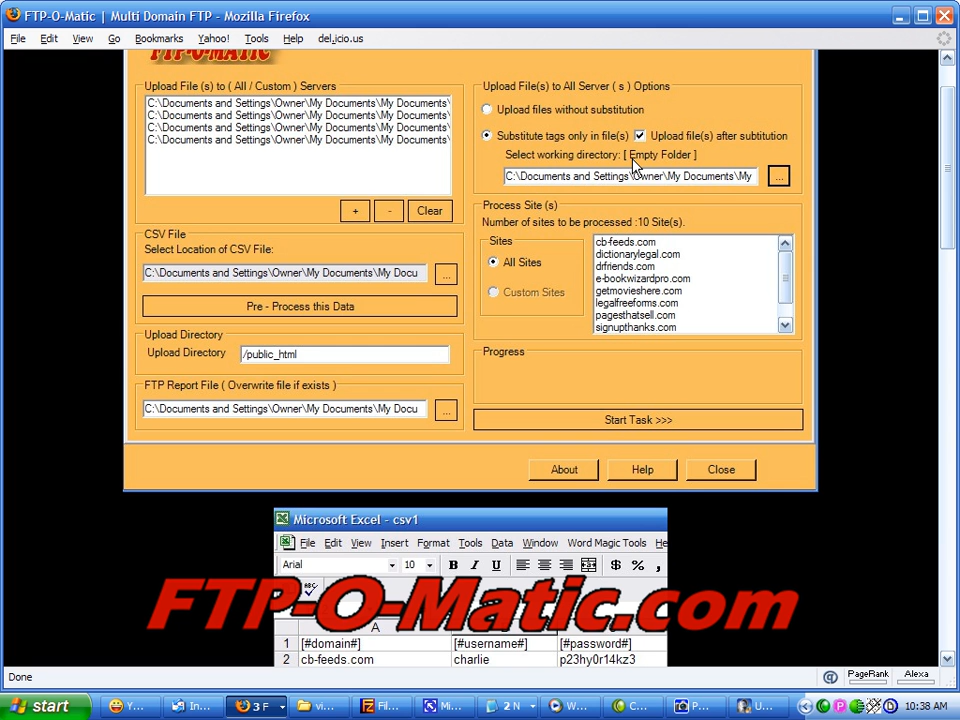 FTP-O-Matic | Multi Domain FTP - Mozilla Firefox
File Edit View Go Bookmarks Yahoo! Tools Help del.icio.us
FTP-O-MATIC
Upload File (s) to ( All / Custom ) Servers
C:\Documents and Settings\Owner\My Documents\My Documents\
C:\Documents and Settings\Owner\My Documents\My Documents\
C:\Documents and Settings\Owner\My Documents\My Documents\
C:\Documents and Settings\Owner\My Documents\My Documents\
+ - Clear
CSV File
Select Location of CSV File:
C:\Documents and Settings\Owner\My Documents\My Docu ...
Pre - Process this Data
Upload Directory
Upload Directory /public_html
FTP Report File ( Overwrite file if exists )
C:\Documents and Settings\Owner\My Documents\My Docu ...
Upload File(s) to All Server ( s ) Options
Upload files without substitution
Substitute tags only in file(s) Upload file(s) after subtitution
Select working directory: [ Empty Folder ]
C:\Documents and Settings\Owner\My Documents\My ...
Process Site (s)
Number of sites to be processed :10 Site(s).
Sites
All Sites
Custom Sites
cb-feeds.com
dictionarylegal.com
drfriends.com
e-bookwizardpro.com
getmovieshere.com
legalfreeforms.com
pagesthatsell.com
signupthanks.com
Progress
Start Task >>>
About Help Close
Microsoft Excel - csv1
File Edit View Insert Format Tools Data Window Word Magic Tools He
Arial 10 B I U $ % ,
FTP-O-Matic.com
A
1 [#domain#] [#username#] [#password#]
2 cb-feeds.com charlie p23hy0r14kz3
Done PageRank Alexa
start Y... In... 3 F Fil... Mi... 2 N W... C... P... U... 10:38 AM